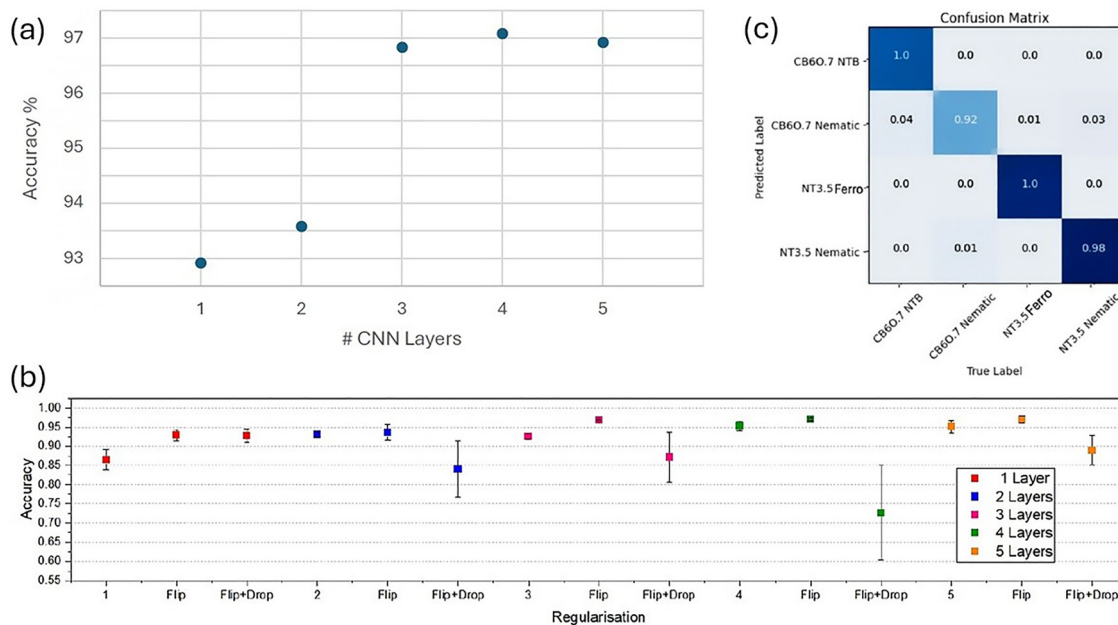 (a)
97
96
95
94
93
Accuracy %
1 2 3 4 5
# CNN Layers
(c)
Confusion Matrix
Predicted Label
CB6O.7 NTB
1.0 0.0 0.0 0.0
CB6O.7 Nematic
0.04 0.92 0.01 0.03
NT3.5Ferro
0.0 0.0 1.0 0.0
NT3.5 Nematic
0.0 0.01 0.0 0.98
CB6O.7 NTB
CB6O.7 Nematic
NT3.5Ferro
NT3.5 Nematic
True Label
(b)
1.00
0.95
0.90
0.85
0.80
0.75
0.70
0.65
0.60
0.55
Accuracy
1 Layer
2 Layers
3 Layers
4 Layers
5 Layers
1 Flip Flip+Drop 2 Flip Flip+Drop 3 Flip Flip+Drop 4 Flip Flip+Drop 5 Flip Flip+Drop
Regularisation